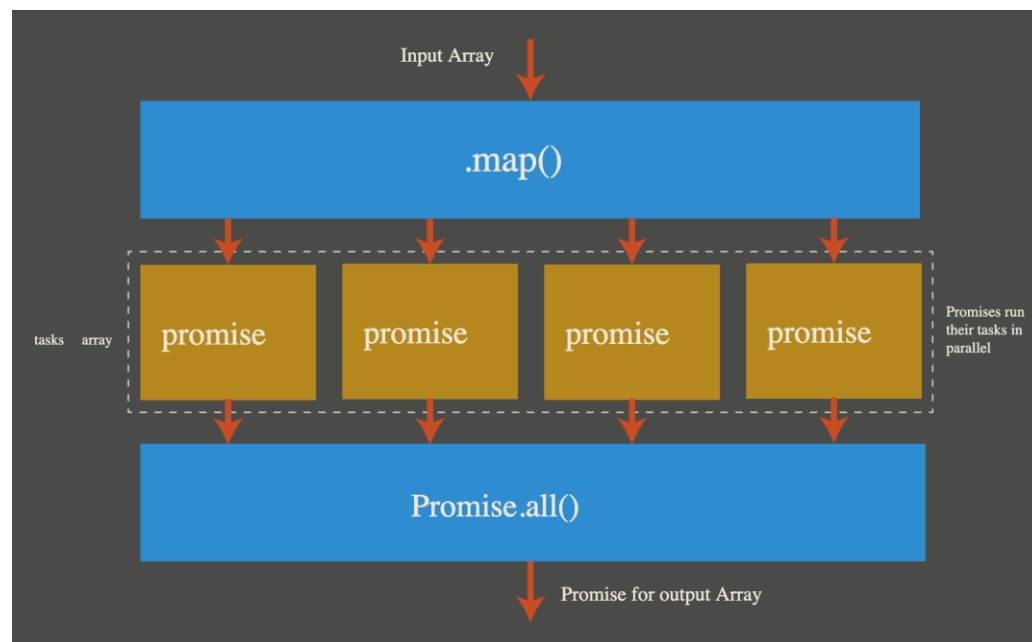 Input Array
.map()
tasks array
promise
promise
promise
promise
Promises run
their tasks in
parallel
Promise.all()
Promise for output Array